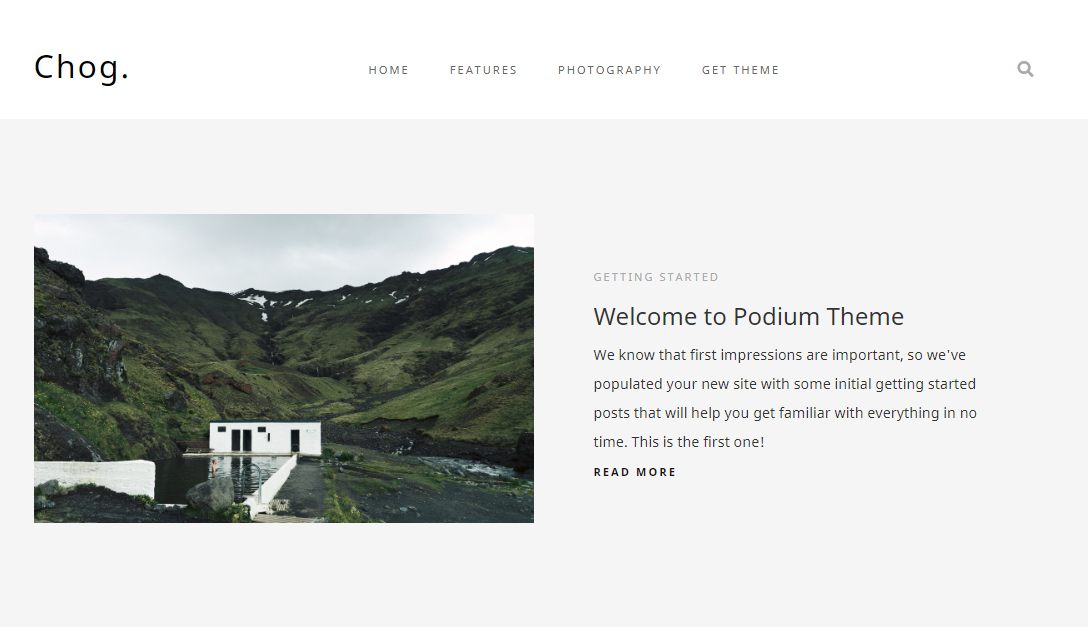 Chog.
HOME FEATURES PHOTOGRAPHY GET THEME
GETTING STARTED
Welcome to Podium Theme
We know that first impressions are important, so we've
populated your new site with some initial getting started
posts that will help you get familiar with everything in no
time. This is the first one!
READ MORE